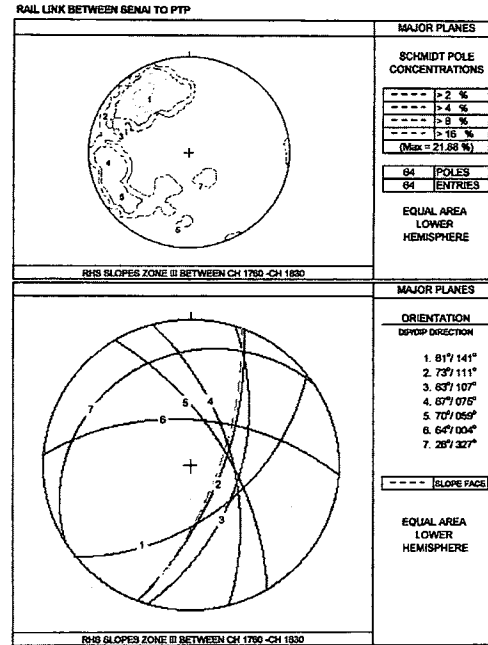 RAIL LINK BETWEEN SENAI TO PTP
MAJOR PLANES
SCHMIDT POLE
CONCENTRATIONS
> 2 %
> 4 %
> 8 %
> 16 %
(Max = 21.88 %)
64 POLES
64 ENTRIES
EQUAL AREA
LOWER
HEMISPHERE
1
2
3
4
5
7
6
RHS SLOPES ZONE III BETWEEN CH 1760 -CH 1830
MAJOR PLANES
ORIENTATION
DIP/DIP DIRECTION
1. 61°/ 141°
2. 73°/ 111°
3. 63°/ 107°
4. 67°/ 076°
5. 70°/ 059°
6. 64°/ 004°
7. 28°/ 327°
SLOPE FACE
EQUAL AREA
LOWER
HEMISPHERE
7
5
4
6
2
3
1
RHS SLOPES ZONE III BETWEEN CH 1760 -CH 1830